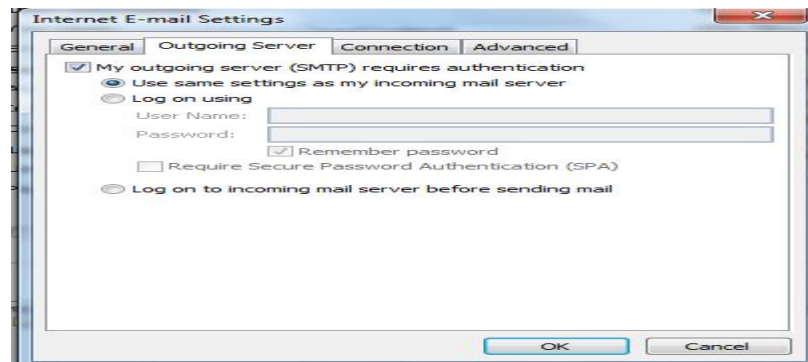 Internet E-mail Settings
General Outgoing Server Connection Advanced
My outgoing server (SMTP) requires authentication
Use same settings as my incoming mail server
Log on using
User Name:
Password:
Remember password
Require Secure Password Authentication (SPA)
Log on to incoming mail server before sending mail
OK Cancel